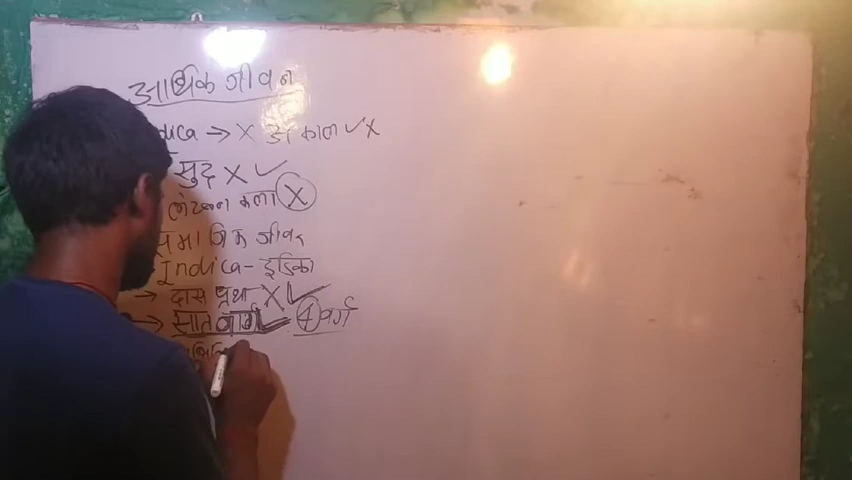 आर्थिक जीवन
dica → × अकाल ✓ ×
सुद × ✓
लेखन कला ×
माजिक जीवन
Indica - इंडिका
→ दास प्रथा × ✓
→ सात वर्ग ✓ 4 वर्ग